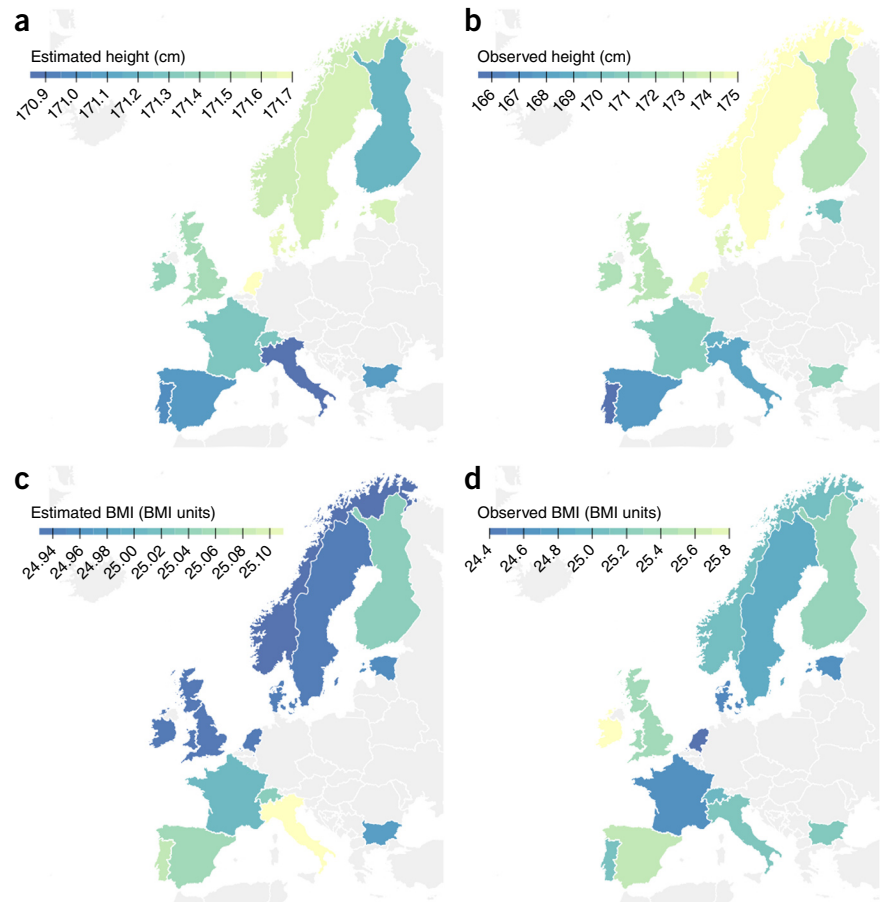 a
Estimated height (cm)
170.9 171.0 171.1 171.2 171.3 171.4 171.5 171.6 171.7
b
Observed height (cm)
166 167 168 169 170 171 172 173 174 175
c
Estimated BMI (BMI units)
24.94 24.96 24.98 25.00 25.02 25.04 25.06 25.08 25.10
d
Observed BMI (BMI units)
24.4 24.6 24.8 25.0 25.2 25.4 25.6 25.8